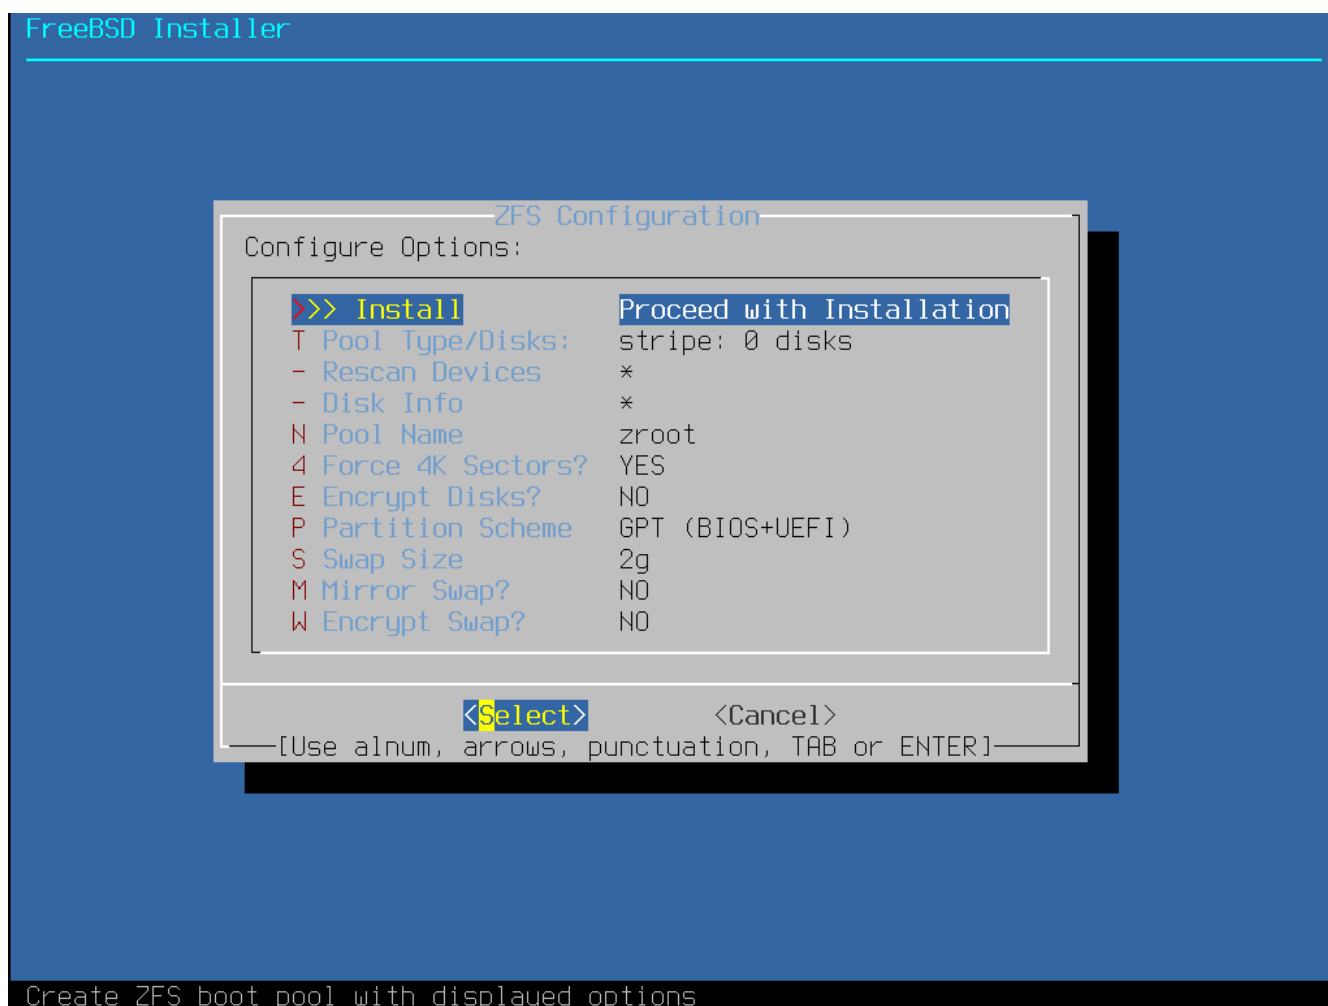 FreeBSD Installer
ZFS Configuration
Configure Options:
>>> Install Proceed with Installation
T Pool Type/Disks: stripe: 0 disks
- Rescan Devices *
- Disk Info *
N Pool Name zroot
4 Force 4K Sectors? YES
E Encrypt Disks? NO
P Partition Scheme GPT (BIOS+UEFI)
S Swap Size 2g
M Mirror Swap? NO
W Encrypt Swap? NO
<Select> <Cancel>
[Use alnum, arrows, punctuation, TAB or ENTER]
Create ZFS boot pool with displayed options